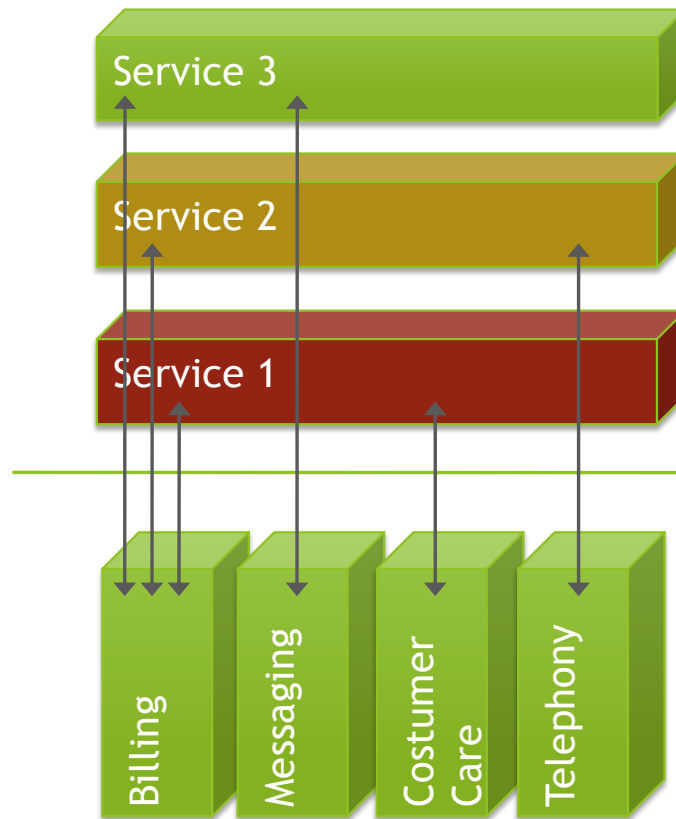 Service 3
Service 2
Service 1
Billing
Messaging
Costumer
Care
Telephony